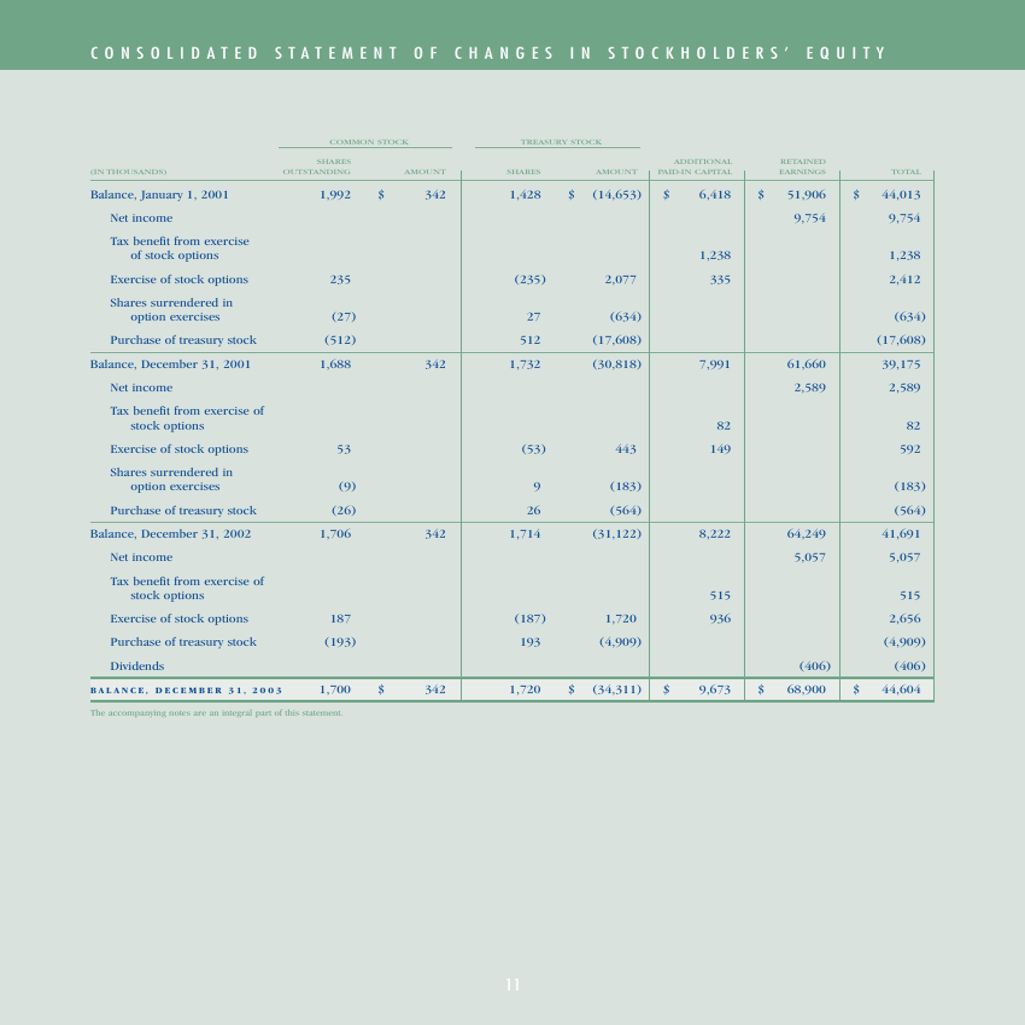 CONSOLIDATED STATEMENT OF CHANGES IN STOCKHOLDERS’ EQUITY
COMMON STOCK TREASURY STOCK
SHARES ADDITIONAL RETAINED
(IN THOUSANDS) OUTSTANDING AMOUNT SHARES AMOUNT PAID-IN CAPITAL EARNINGS TOTAL
Balance, January 1, 2001 1,992 $ 342 1,428 $ (14,653) $ 6,418 $ 51,906 $ 44,013
Net income 9,754 9,754
Tax benefit from exercise
of stock options 1,238 1,238
Exercise of stock options 235 (235) 2,077 335 2,412
Shares surrendered in
option exercises (27) 27 (634) (634)
Purchase of treasury stock (512) 512 (17,608) (17,608)
Balance, December 31, 2001 1,688 342 1,732 (30,818) 7,991 61,660 39,175
Net income 2,589 2,589
Tax benefit from exercise of
stock options 82 82
Exercise of stock options 53 (53) 443 149 592
Shares surrendered in
option exercises (9) 9 (183) (183)
Purchase of treasury stock (26) 26 (564) (564)
Balance, December 31, 2002 1,706 342 1,714 (31,122) 8,222 64,249 41,691
Net income 5,057 5,057
Tax benefit from exercise of
stock options 515 515
Exercise of stock options 187 (187) 1,720 936 2,656
Purchase of treasury stock (193) 193 (4,909) (4,909)
Dividends (406) (406)
BALANCE, DECEMBER 31, 2003 1,700 $ 342 1,720 $ (34,311) $ 9,673 $ 68,900 $ 44,604
The accompanying notes are an integral part of this statement.
11